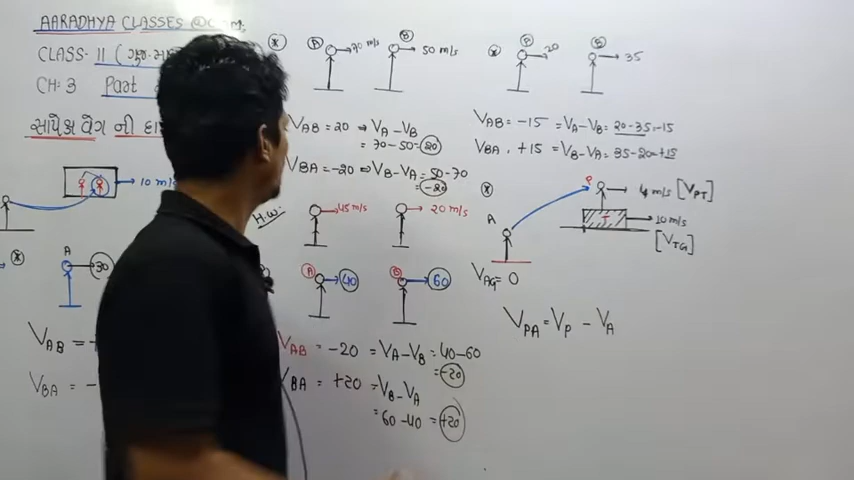 AARADHYA CLASSES
CLASS- 11 (
CH: 3 Part
સાપેક્ષ વેગ ની
10 m/s
A 30
V_AB =
V_BA = -
A 70 m/s B 50 m/s
V_AB = 20 ⇒ V_A - V_B
= 70 - 50 = 20
V_BA = -20 ⇒ V_B - V_A = 50 - 70
= -20
H.W. 45 m/s 20 m/s
A 40 B 60
V_AB = -20 = V_A - V_B = 40 - 60
= -20
V_BA = +20 = V_B - V_A
= 60 - 40 = +20
A 20 B 35
V_AB = -15 = V_A - V_B = 20 - 35 = -15
V_BA = +15 = V_B - V_A = 35 - 20 = +15
P 4 m/s [V_PT]
A T 10 m/s
[V_TG]
V_AG = 0
V_PA = V_P - V_A